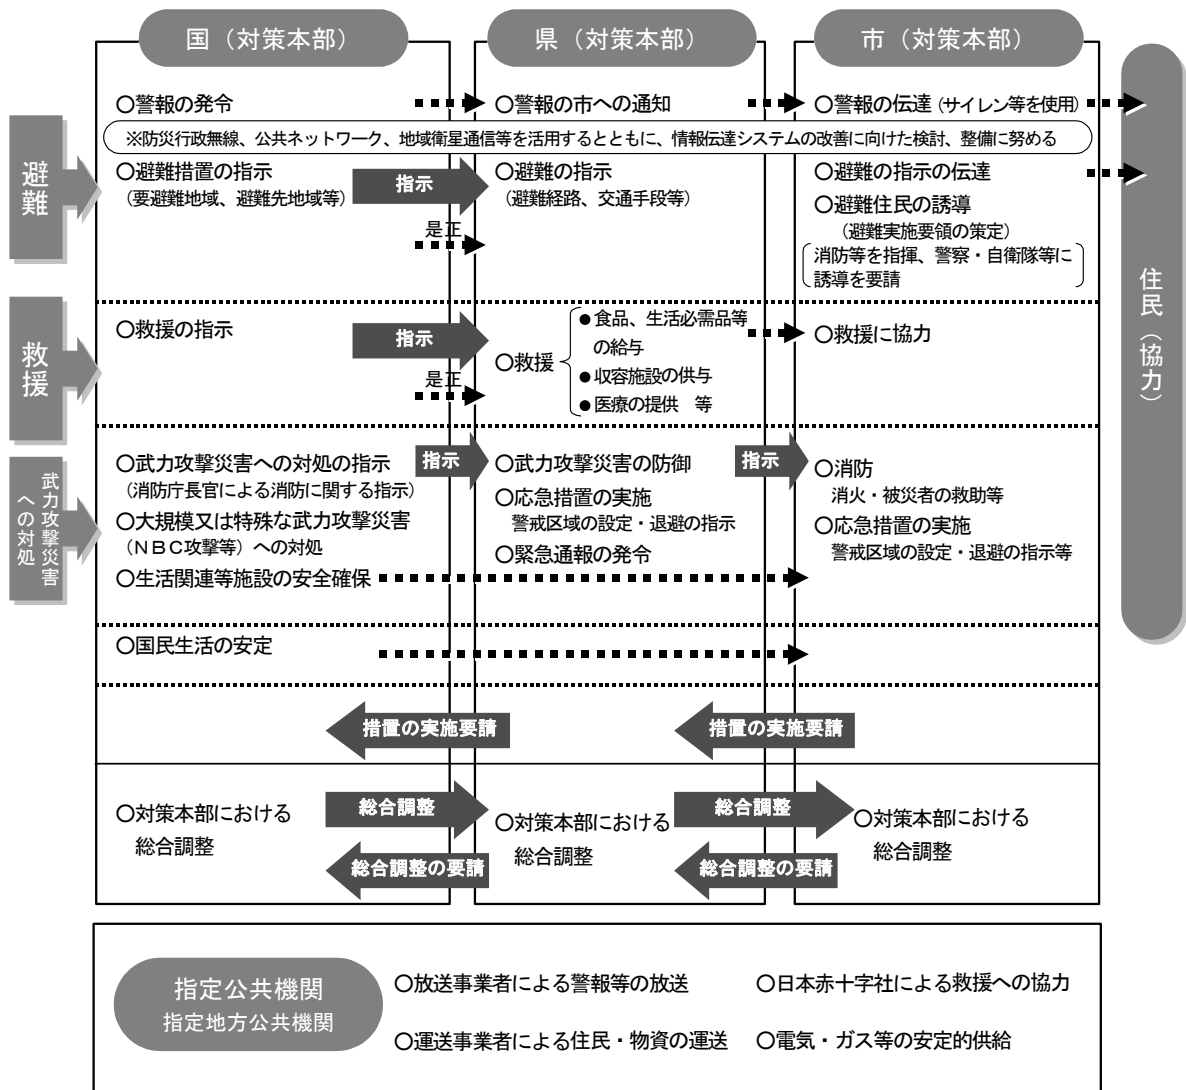 国（対策本部）
県（対策本部）
市（対策本部）
住民（協力）
避難
○警報の発令
○警報の市への通知
○警報の伝達（サイレン等を使用）
※防災行政無線、公共ネットワーク、地域衛星通信等を活用するとともに、情報伝達システムの改善に向けた検討、整備に努める
○避難措置の指示
（要避難地域、避難先地域等）
指示
是正
○避難の指示
（避難経路、交通手段等）
○避難の指示の伝達
○避難住民の誘導
（避難実施要領の策定）
消防等を指揮、警察・自衛隊等に
誘導を要請
救援
○救援の指示
指示
是正
○救援
●食品、生活必需品等
の給与
●収容施設の供与
●医療の提供　等
○救援に協力
武力攻撃災害
への対処
○武力攻撃災害への対処の指示
（消防庁長官による消防に関する指示）
○大規模又は特殊な武力攻撃災害
（ＮＢＣ攻撃等）への対処
○生活関連等施設の安全確保
指示
○武力攻撃災害の防御
○応急措置の実施
警戒区域の設定・退避の指示
○緊急通報の発令
指示
○消防
消火・被災者の救助等
○応急措置の実施
警戒区域の設定・退避の指示等
○国民生活の安定
措置の実施要請
措置の実施要請
○対策本部における
総合調整
総合調整
総合調整の要請
○対策本部における
総合調整
総合調整
総合調整の要請
○対策本部における
総合調整
指定公共機関
指定地方公共機関
○放送事業者による警報等の放送
○日本赤十字社による救援への協力
○運送事業者による住民・物資の運送
○電気・ガス等の安定的供給